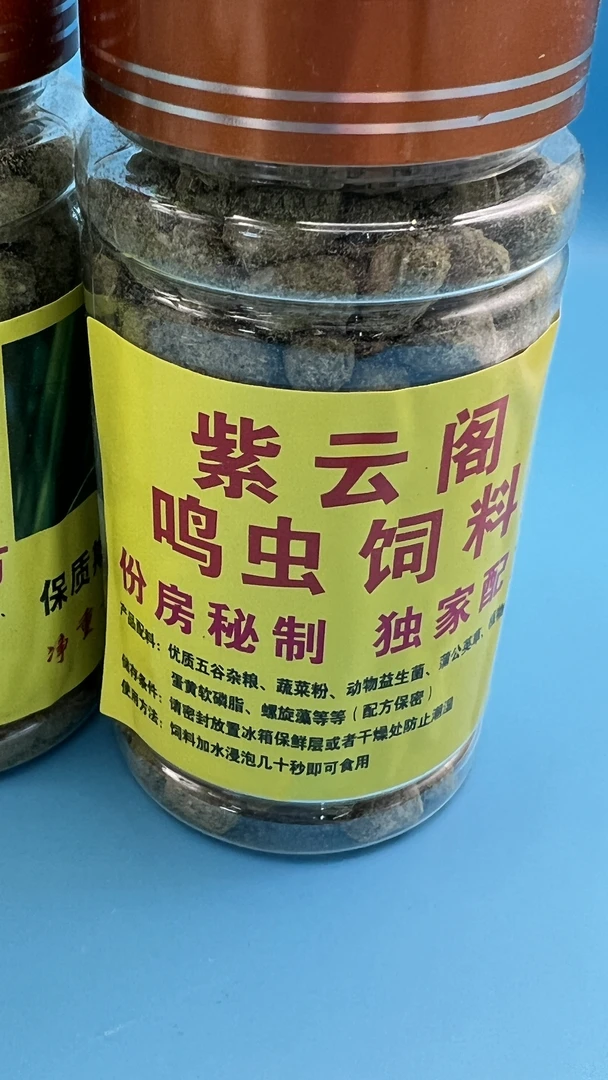 紫云阁
鸣虫饲料
份房秘制 独家配
产品配料：优质五谷杂粮、蔬菜粉、动物益生菌、蒲公英草、
蛋黄软磷脂、螺旋藻等等（配方保密）
储存条件：请密封放置冰箱保鲜层或者干燥处防止潮湿
使用方法：饲料加水浸泡几十秒即可食用
保质
净重